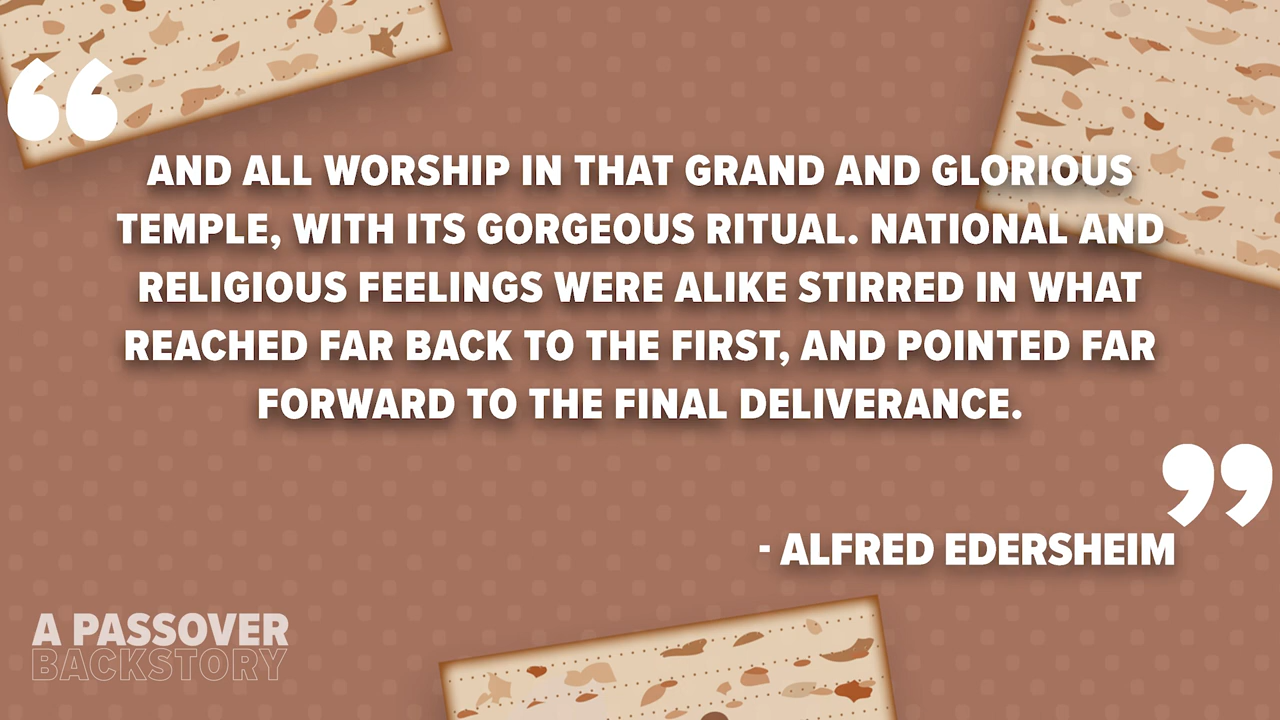 “
AND ALL WORSHIP IN THAT GRAND AND GLORIOUS
TEMPLE, WITH ITS GORGEOUS RITUAL. NATIONAL AND
RELIGIOUS FEELINGS WERE ALIKE STIRRED IN WHAT
REACHED FAR BACK TO THE FIRST, AND POINTED FAR
FORWARD TO THE FINAL DELIVERANCE.
”
- ALFRED EDERSHEIM
A PASSOVER
BACKSTORY